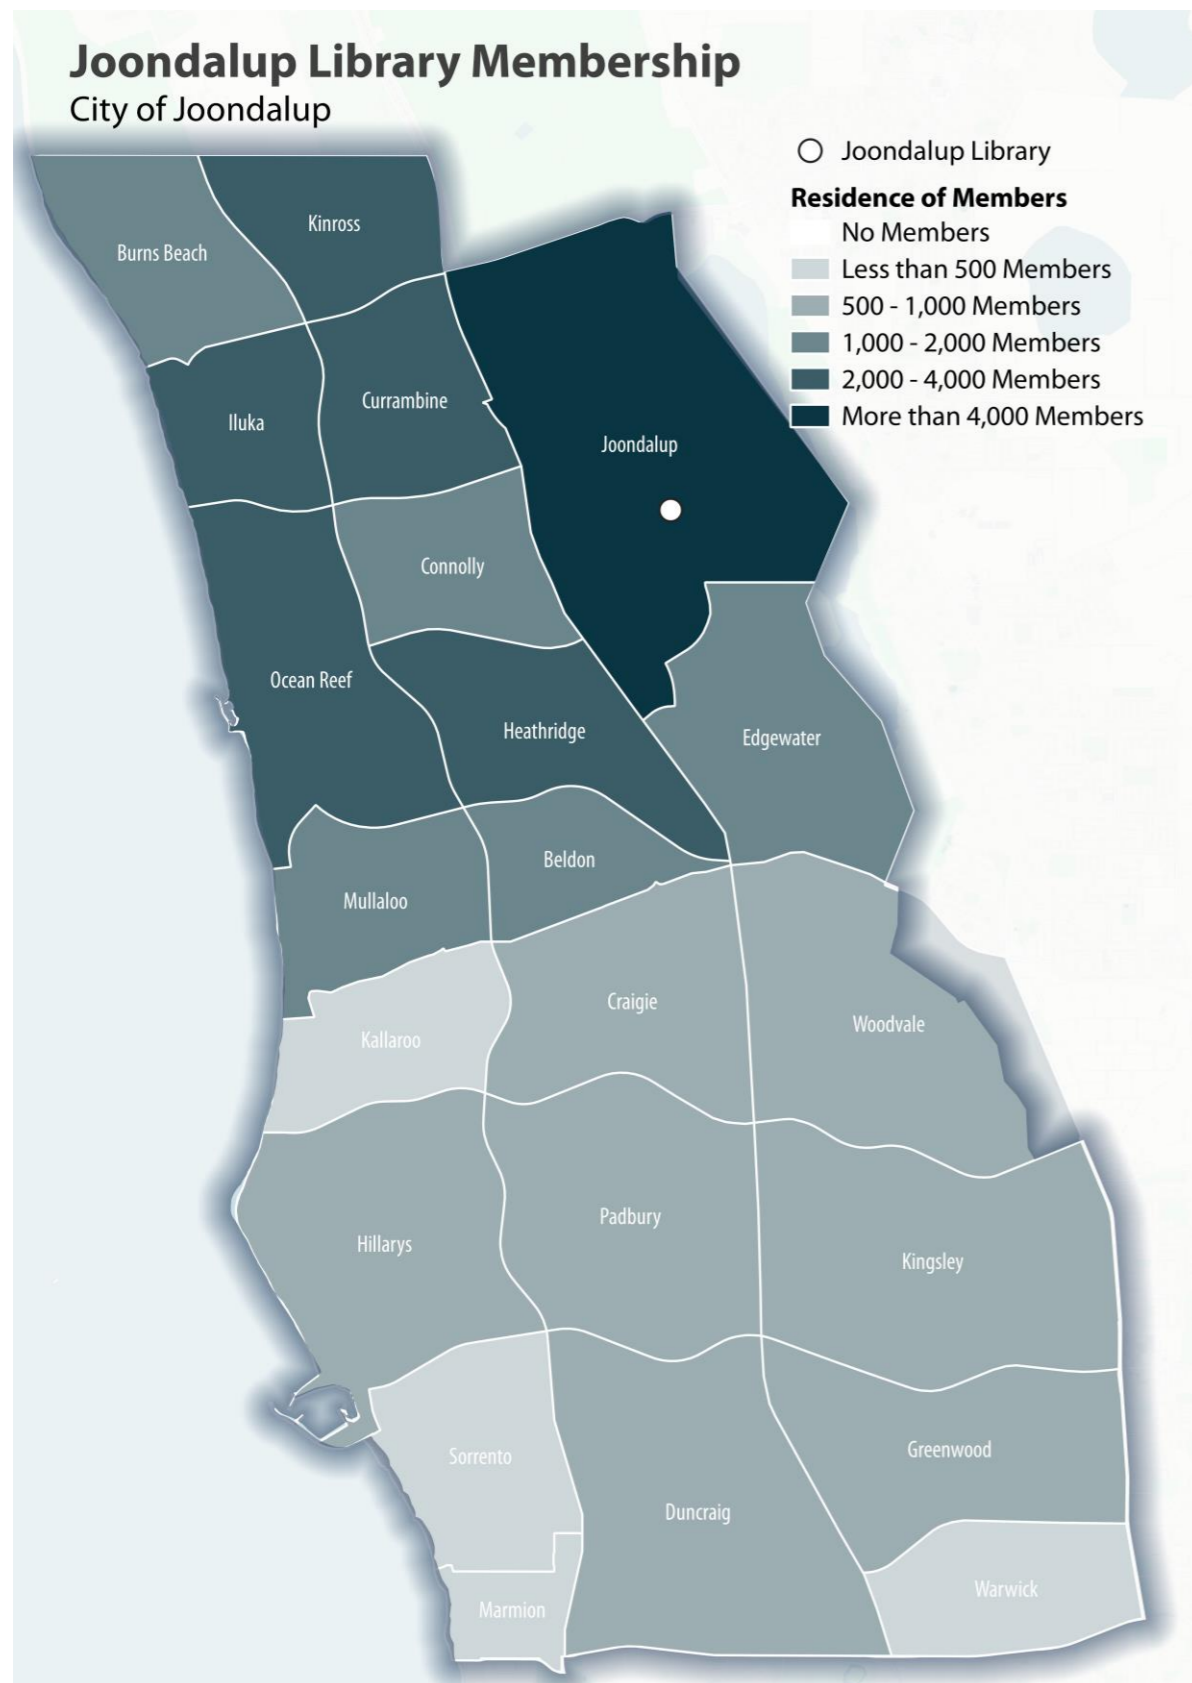 Joondalup Library Membership
City of Joondalup
Joondalup Library
Residence of Members
No Members
Less than 500 Members
500 - 1,000 Members
1,000 - 2,000 Members
2,000 - 4,000 Members
More than 4,000 Members
Kinross
Burns Beach
Currambine
Iluka
Joondalup
Connolly
Ocean Reef
Heathridge
Edgewater
Beldon
Mullaloo
Craigie
Woodvale
Kallaroo
Padbury
Hillarys
Kingsley
Greenwood
Sorrento
Duncraig
Warwick
Marmion